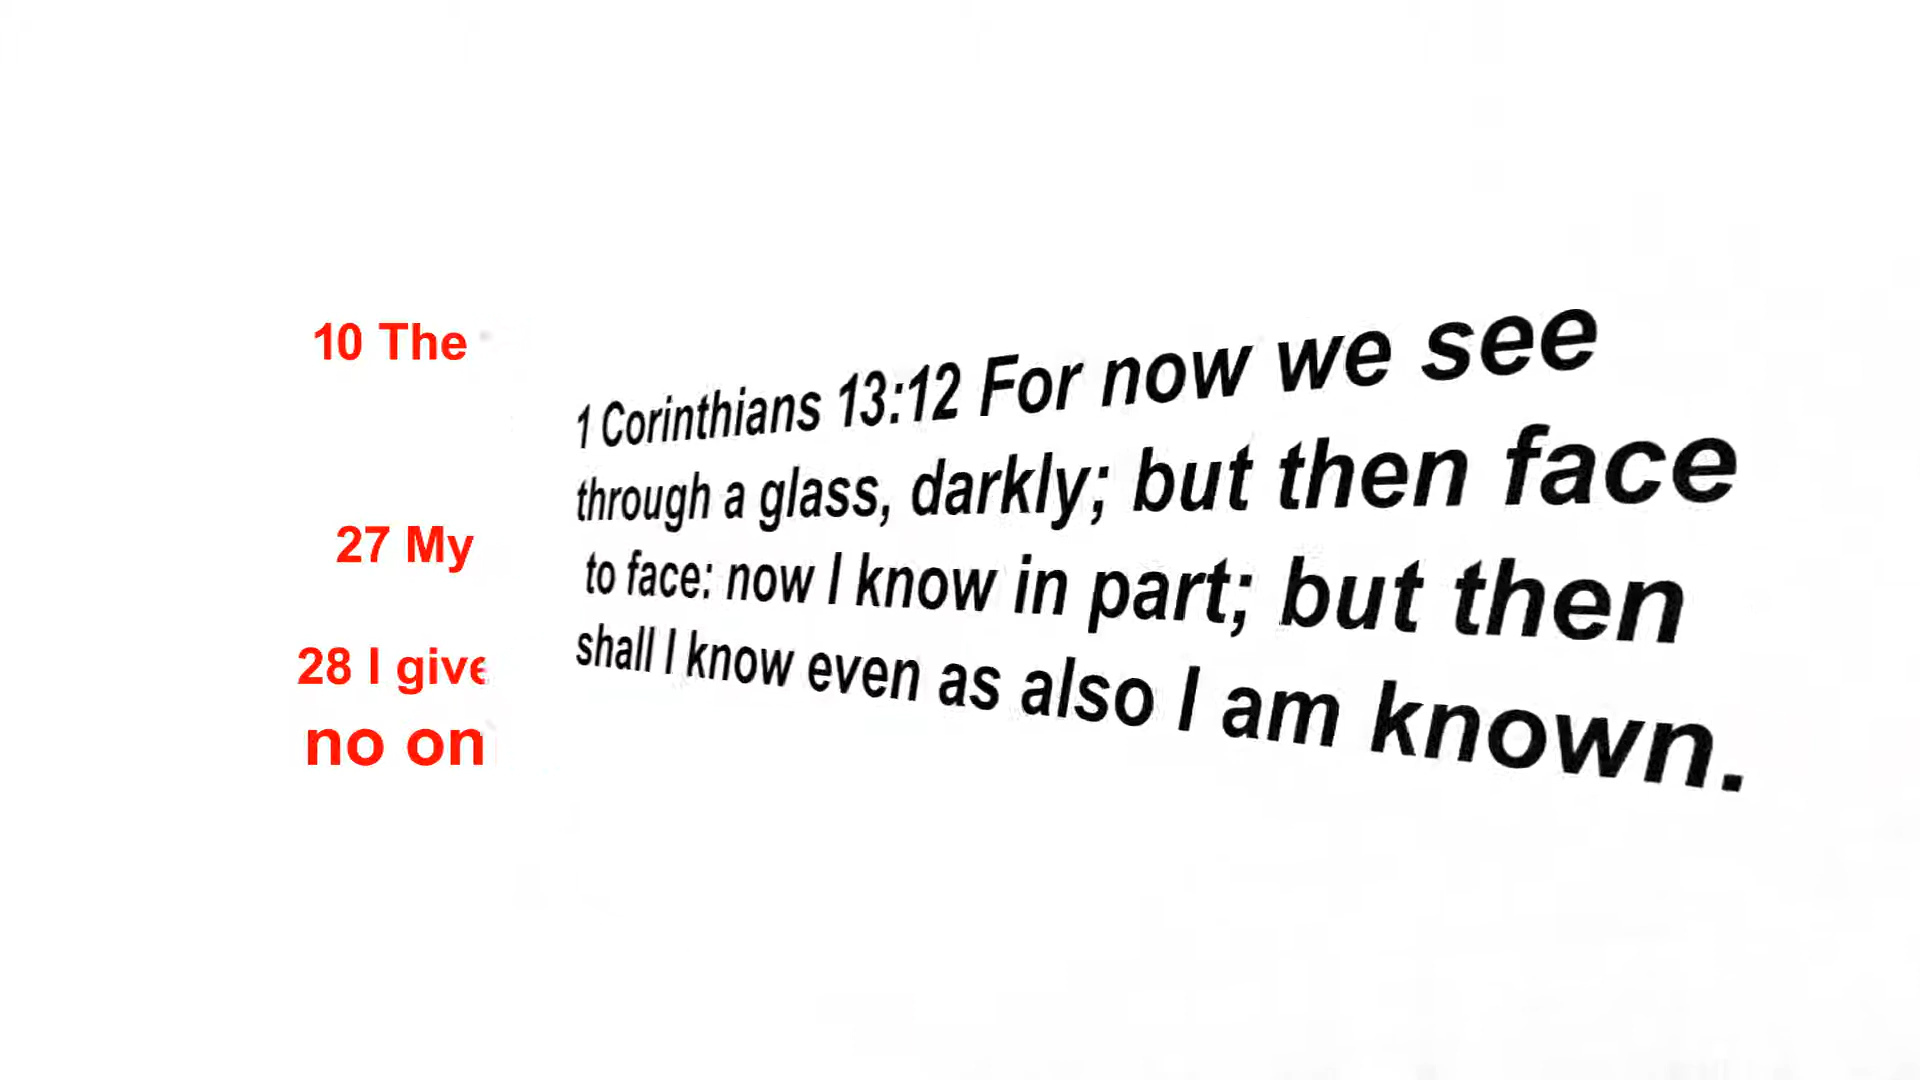 10 The
27 My
28 I give
no on
1 Corinthians 13:12 For now we see
through a glass, darkly; but then face
to face: now I know in part; but then
shall I know even as also I am known.